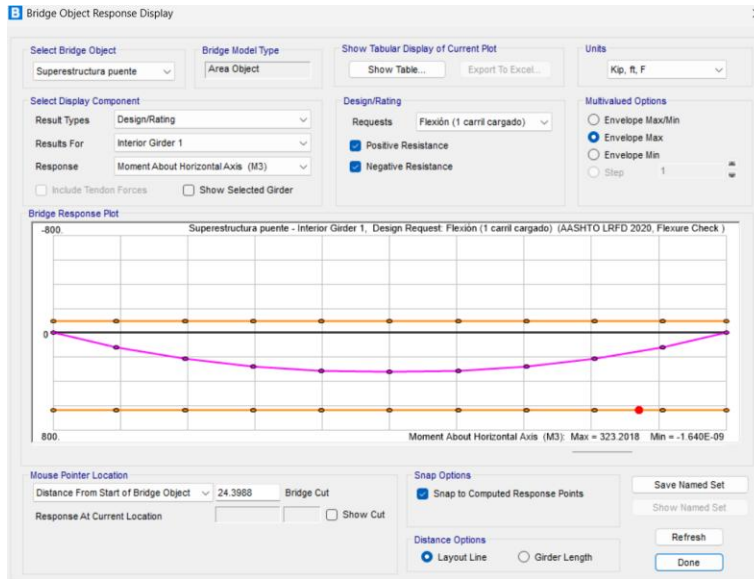 B Bridge Object Response Display
Select Bridge Object
Superestructura puente
Bridge Model Type
Area Object
Show Tabular Display of Current Plot
Show Table...
Export To Excel...
Units
Kip, ft, F
Select Display Component
Result Types
Design/Rating
Results For
Interior Girder 1
Response
Moment About Horizontal Axis (M3)
Include Tendon Forces
Show Selected Girder
Design/Rating
Requests
Flexión (1 carril cargado)
Positive Resistance
Negative Resistance
Multivalued Options
Envelope Max/Min
Envelope Max
Envelope Min
Step
1
Bridge Response Plot
-800.
Superestructura puente - Interior Girder 1, Design Request: Flexión (1 carril cargado) (AASHTO LRFD 2020, Flexure Check )
0
800.
Moment About Horizontal Axis (M3): Max = 323.2018 Min = -1.640E-09
Mouse Pointer Location
Distance From Start of Bridge Object
24.3988
Bridge Cut
Response At Current Location
Show Cut
Snap Options
Snap to Computed Response Points
Distance Options
Layout Line
Girder Length
Save Named Set
Show Named Set
Refresh
Done